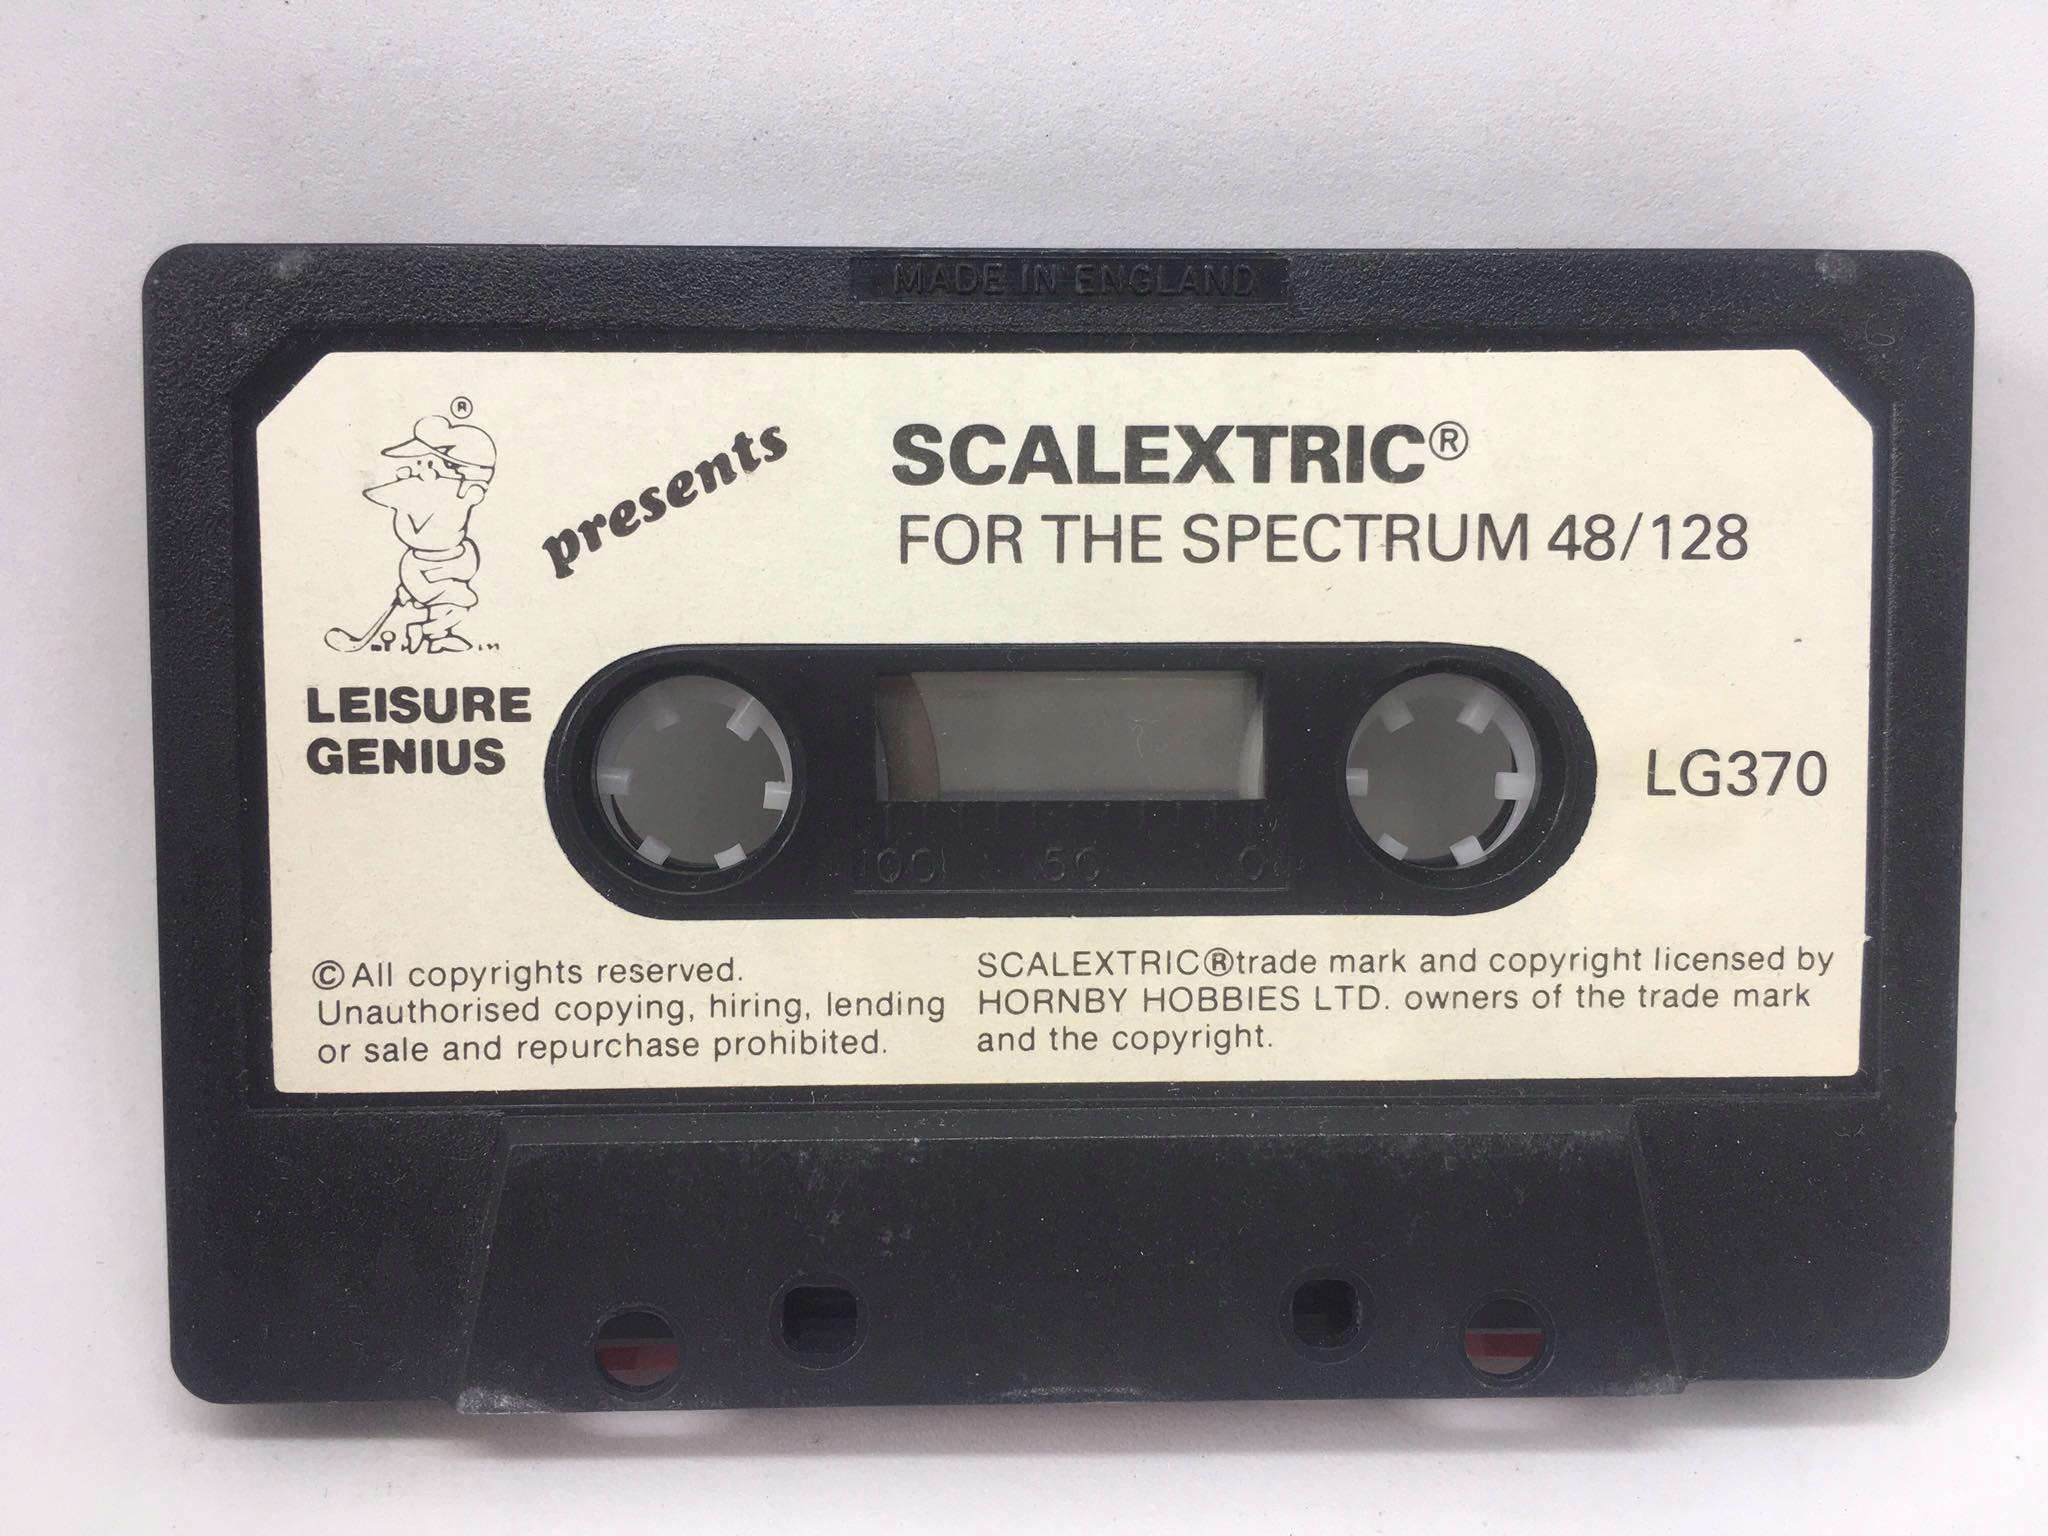 MADE IN ENGLAND
®
presents
SCALEXTRIC®
FOR THE SPECTRUM 48/128
LEISURE
GENIUS
LG370
100 50 0
© All copyrights reserved.
Unauthorised copying, hiring, lending
or sale and repurchase prohibited.
SCALEXTRIC® trade mark and copyright licensed by
HORNBY HOBBIES LTD. owners of the trade mark
and the copyright.